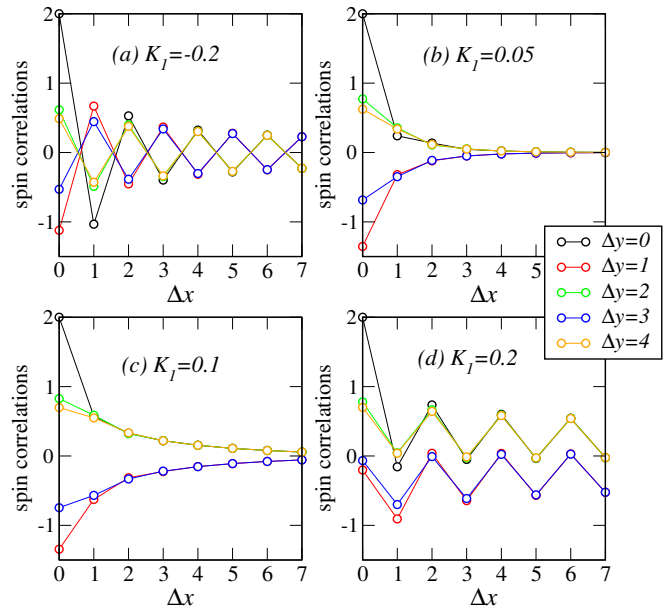 (a) K1=-0.2
spin correlations
2
1
0
-1
0 1 2 3 4 5 6 7
Δx
(b) K1=0.05
spin correlations
2
1
0
-1
0 1 2 3 4 5 6 7
Δx
Δy=0
Δy=1
Δy=2
Δy=3
Δy=4
(c) K1=0.1
spin correlations
2
1
0
-1
0 1 2 3 4 5 6 7
Δx
(d) K1=0.2
spin correlations
2
1
0
-1
0 1 2 3 4 5 6 7
Δx